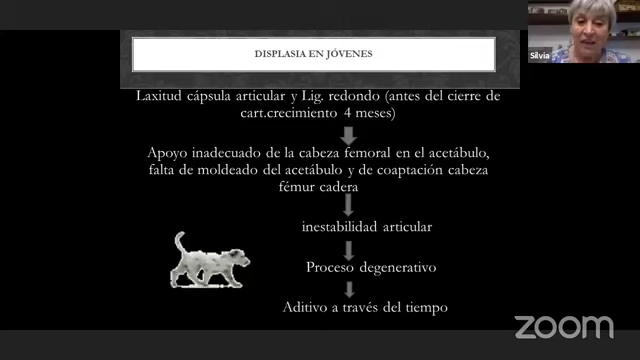 DISPLASIA EN JÓVENES
Silvia
Laxitud cápsula articular y Lig. redondo (antes del cierre de
cart.crecimiento 4 meses)
Apoyo inadecuado de la cabeza femoral en el acetábulo,
falta de moldeado del acetábulo y de coaptación cabeza
fémur cadera
inestabilidad articular
Proceso degenerativo
Aditivo a través del tiempo
zoom